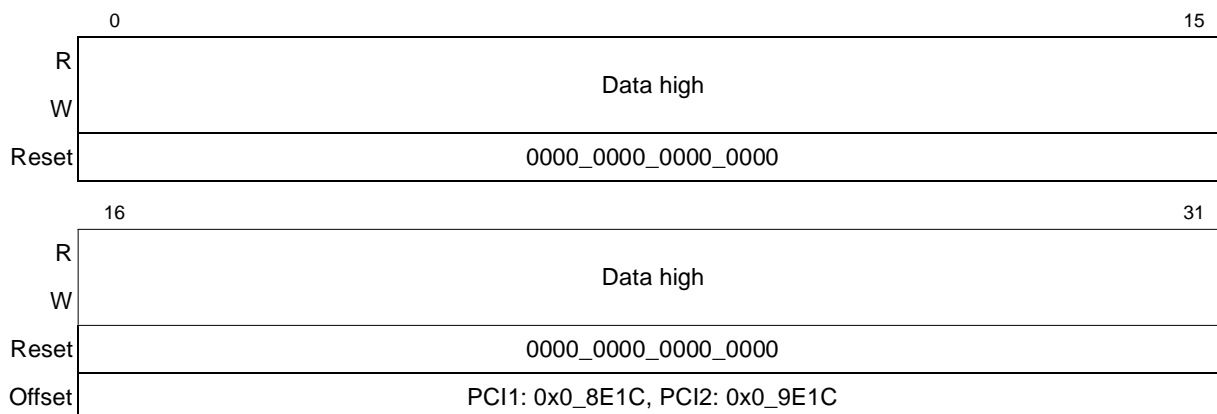 0 15
R
Data high
W
Reset 0000_0000_0000_0000
16 31
R
Data high
W
Reset 0000_0000_0000_0000
Offset PCI1: 0x0_8E1C, PCI2: 0x0_9E1C